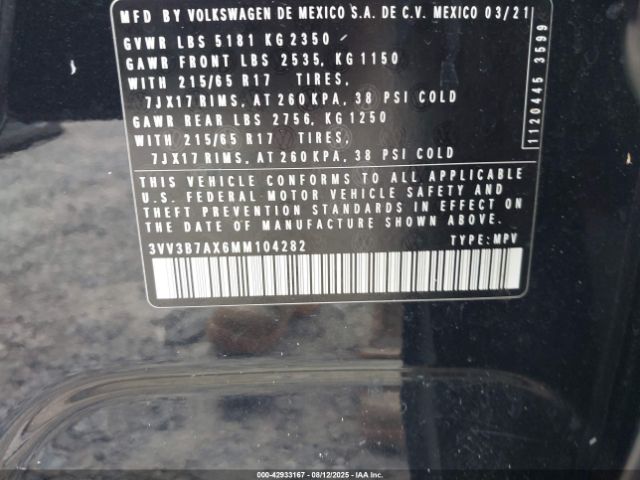 MFD BY VOLKSWAGEN DE MEXICO S.A. DE C.V. MEXICO 03/21
GVWR LBS 5181 KG 2350
GAWR FRONT LBS 2535, KG 1150
WITH 215/65 R17 TIRES,
7JX17 RIMS, AT 260 KPA, 38 PSI COLD
GAWR REAR LBS 2756, KG 1250
WITH 215/65 R17 TIRES,
7JX17 RIMS, AT 260 KPA, 38 PSI COLD
1120445 3599
THIS VEHICLE CONFORMS TO ALL APPLICABLE
U.S. FEDERAL MOTOR VEHICLE SAFETY AND
THEFT PREVENTION STANDARDS IN EFFECT ON
THE DATE OF MANUFACTURE SHOWN ABOVE.
3VV3B7AX6MM104282 TYPE: MPV
000-42933167 - 08/12/2025 - IAAI.COM